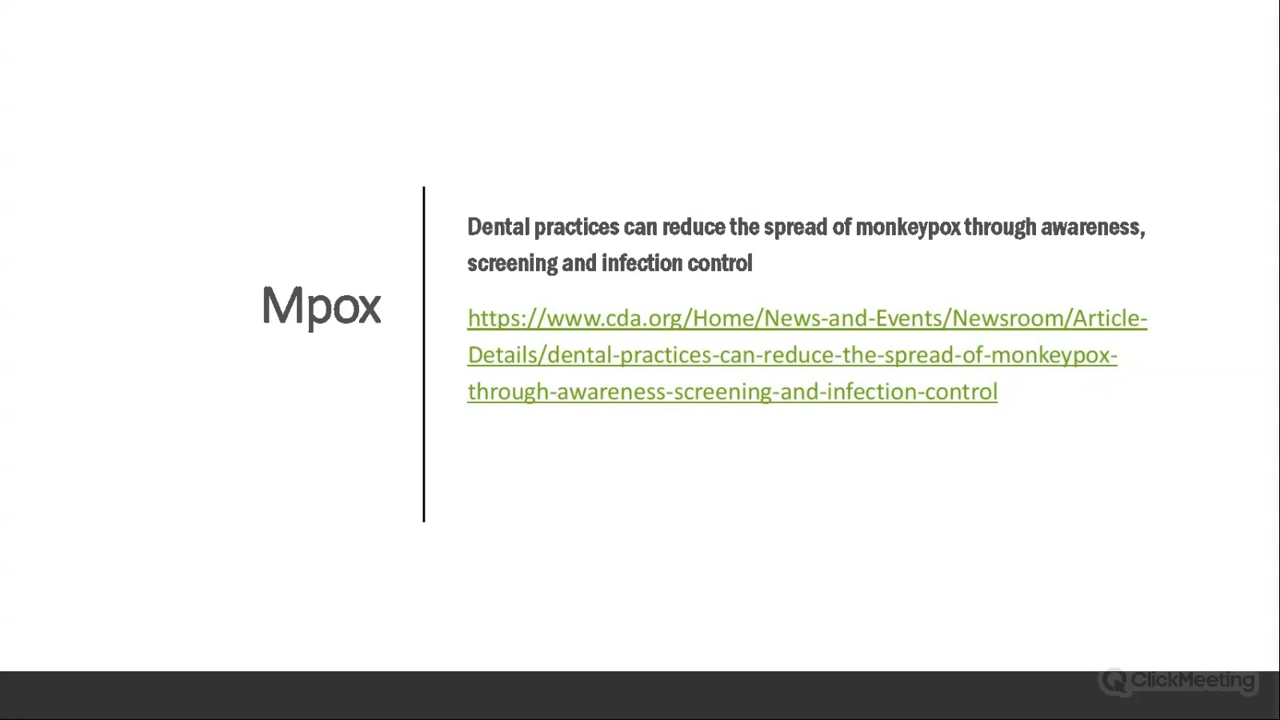 Mpox
Dental practices can reduce the spread of monkeypox through awareness,
screening and infection control
https://www.cda.org/Home/News-and-Events/Newsroom/Article-
Details/dental-practices-can-reduce-the-spread-of-monkeypox-
through-awareness-screening-and-infection-control
ClickMeeting